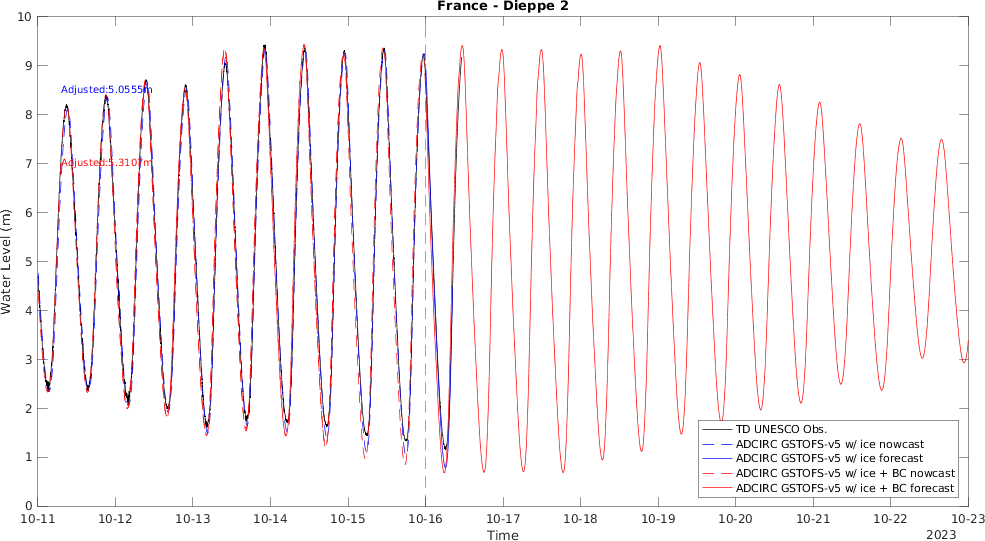 France - Dieppe 2
Water Level (m)
10
9
8
7
6
5
4
3
2
1
0
Adjusted:5.0555m
Adjusted:5.3107m
TD UNESCO Obs.
ADCIRC GSTOFS-v5 w/ ice nowcast
ADCIRC GSTOFS-v5 w/ ice forecast
ADCIRC GSTOFS-v5 w/ ice + BC nowcast
ADCIRC GSTOFS-v5 w/ ice + BC forecast
10-11 10-12 10-13 10-14 10-15 10-16 10-17 10-18 10-19 10-20 10-21 10-22 10-23
Time
2023